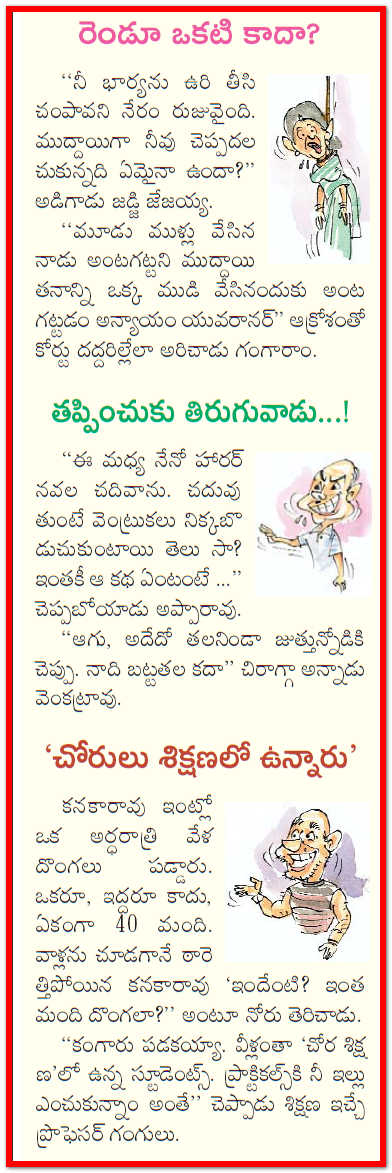 రెండూ ఒకటి కాదా?
“నీ భార్యను ఉరి తీసి
చంపావని నేరం రుజువైంది.
ముద్దాయిగా నీవు చెప్పదల
చుకున్నది ఏమైనా ఉందా?”
అడిగాడు జడ్జి జేజయ్య.
“మూడు ముళ్లు వేసిన
నాడు అంటగట్టని ముద్దాయి
తనాన్ని ఒక్క ముడి వేసినందుకు అంట
గట్టడం అన్యాయం యువరానర్” ఆక్రోశంతో
కోర్టు దద్దరిల్లేలా అరిచాడు గంగారాం.
తప్పించుకు తిరుగువాడు...!
“ఈ మధ్య నేనో హారర్
నవల చదివాను. చదువు
తుంటే వెంట్రుకలు నిక్కబొ
డుచుకుంటాయి తెలు సా?
ఇంతకీ ఆ కథ ఏంటంటే ...”
చెప్పబోయాడు అప్పారావు.
“ఆగు, అదేదో తలనిండా జుత్తున్నోడికి
చెప్పు. నాది బట్టతల కదా” చిరాగ్గా అన్నాడు
వెంకట్రావు.
‘చోరులు శిక్షణలో ఉన్నారు’
కనకారావు ఇంట్లో
ఒక అర్ధరాత్రి వేళ
దొంగలు పడ్డారు.
ఒకరూ, ఇద్దరూ కాదు,
ఏకంగా 40 మంది.
వాళ్లను చూడగానే ఠారె
త్తిపోయిన కనకారావు ‘ఇందేంటి? ఇంత
మంది దొంగలా?” అంటూ నోరు తెరిచాడు.
“కంగారు పడకయ్యా. వీళ్లంతా ‘చోర శిక్ష
ణ’లో ఉన్న స్టూడెంట్స్. ప్రాక్టికల్స్‌కి నీ ఇల్లు
ఎంచుకున్నాం అంతే” చెప్పాడు శిక్షణ ఇచ్చే
ప్రొఫెసర్ గంగులు.